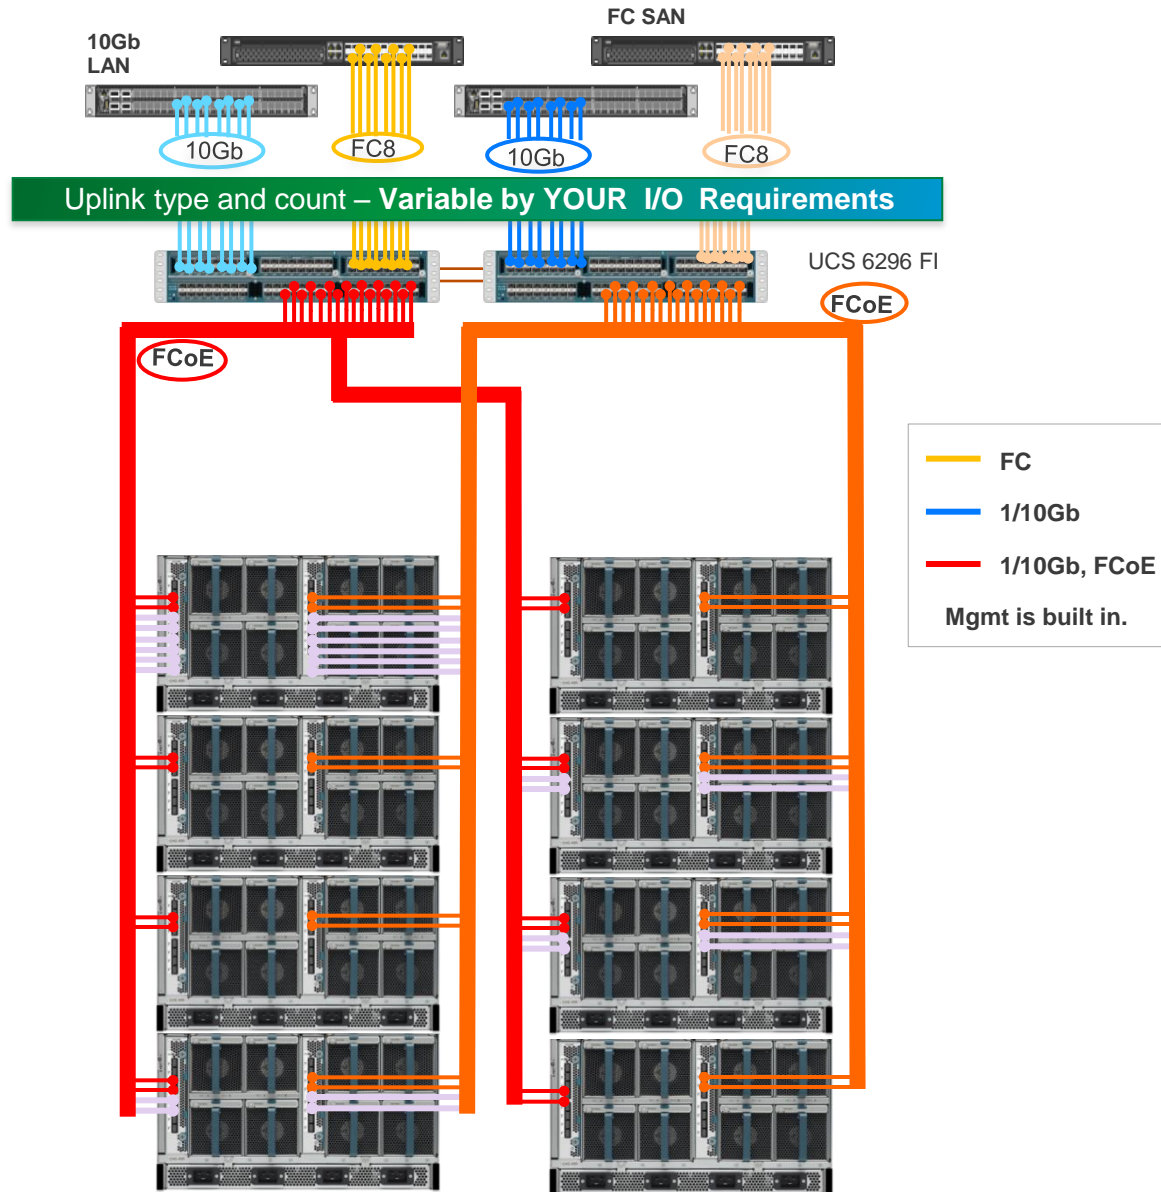 FC SAN
10Gb
LAN
10Gb
FC8
10Gb
FC8
Uplink type and count – Variable by YOUR I/O Requirements
UCS 6296 FI
FCoE
FCoE
FC
1/10Gb
1/10Gb, FCoE
Mgmt is built in.